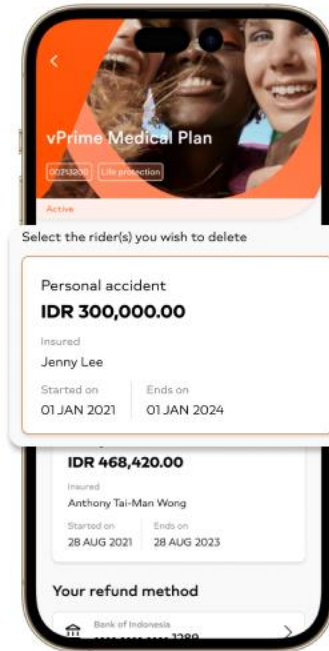 vPrime Medical Plan
00213200 Life protection
Active
Select the rider(s) you wish to delete
Personal accident
IDR 300,000.00
Insured
Jenny Lee
Started on Ends on
01 JAN 2021 01 JAN 2024
IDR 468,420.00
Insured
Anthony Tai-Man Wong
Started on Ends on
28 AUG 2021 28 AUG 2023
Your refund method
Bank of Indonesia
•••• •••• •••• 1289